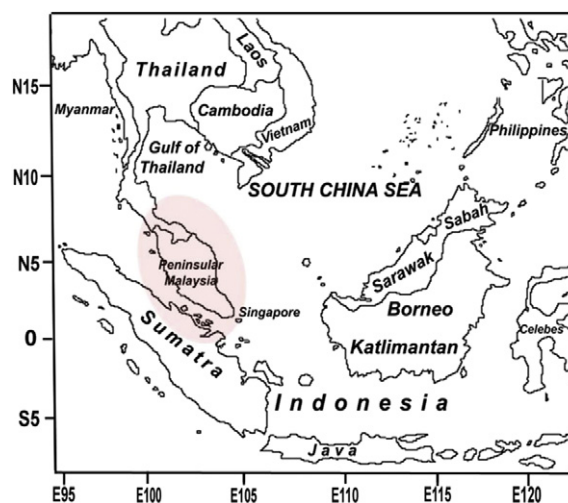 N15
N10
N5
0
S5
Thailand
Laos
Myanmar
Cambodia
Vietnam
Gulf of
Thailand
Philippines
SOUTH CHINA SEA
Sabah
Peninsular
Malaysia
Sarawak
Singapore
Borneo
Sumatra
Katlimantan
Celebes
Indonesia
Java
E95
E100
E105
E110
E115
E120